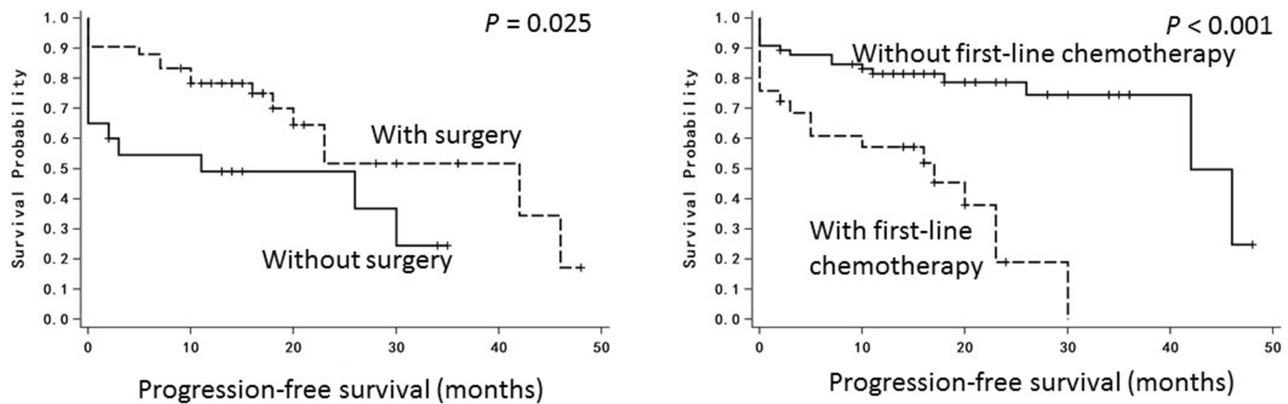 1.0
0.9
0.8
0.7
0.6
0.5
0.4
0.3
0.2
0.1
0.0
Survival Probability
P = 0.025
With surgery
Without surgery
0 10 20 30 40 50
Progression-free survival (months)
1.0
0.9
0.8
0.7
0.6
0.5
0.4
0.3
0.2
0.1
0.0
Survival Probability
P < 0.001
Without first-line chemotherapy
With first-line
chemotherapy
0 10 20 30 40 50
Progression-free survival (months)